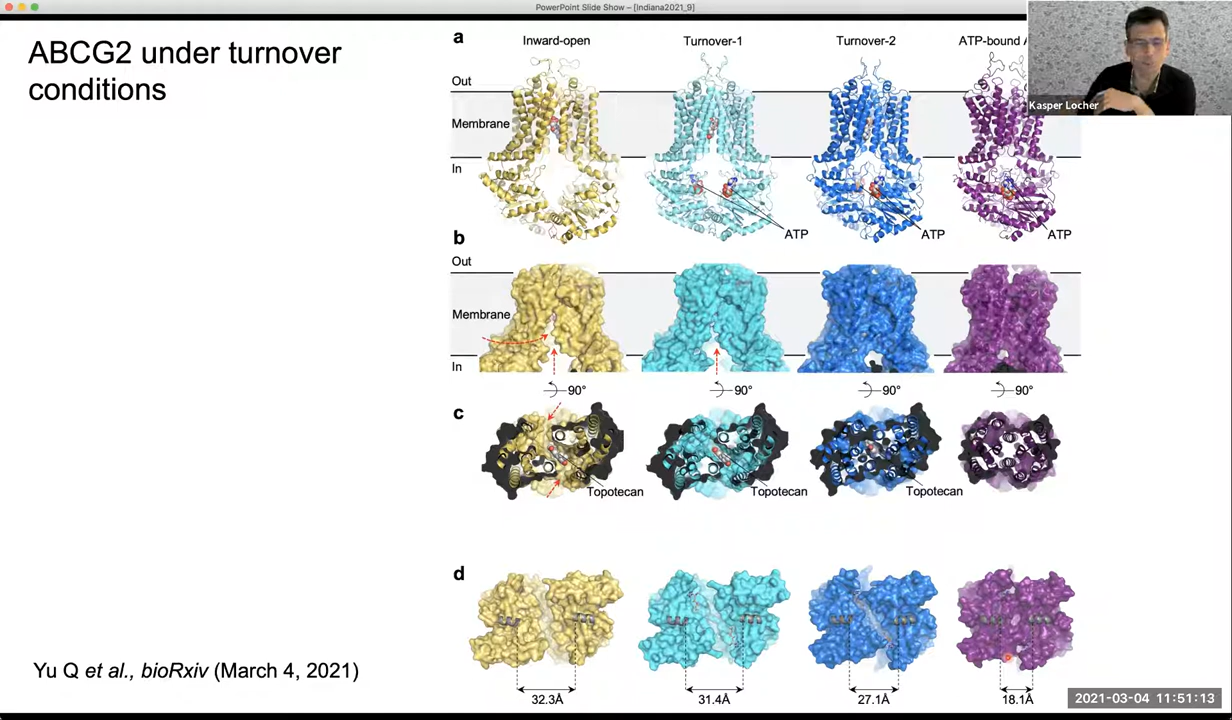 PowerPoint Slide Show – [Indiana2021_9]
ABCG2 under turnover
conditions
a
Inward-open
Turnover-1
Turnover-2
ATP-bound
Out
Membrane
In
ATP
ATP
ATP
Kasper Locher
b
Out
Membrane
In
90°
90°
90°
90°
c
Topotecan
Topotecan
Topotecan
d
32.3Å
31.4Å
27.1Å
18.1Å
Yu Q et al., bioRxiv (March 4, 2021)
2021-03-04 11:51:13